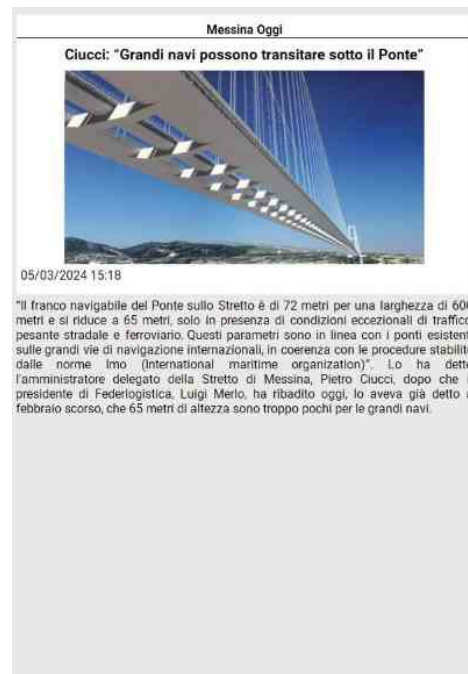 Messina Oggi
Ciucci: “Grandi navi possono transitare sotto il Ponte”
05/03/2024 15:18
“Il franco navigabile del Ponte sullo Stretto è di 72 metri per una larghezza di 600
metri e si riduce a 65 metri, solo in presenza di condizioni eccezionali di traffico
pesante stradale e ferroviario. Questi parametri sono in linea con i ponti esistent
sulle grandi vie di navigazione internazionali, in coerenza con le procedure stabilit
dalle norme Imo (International maritime organization)”. Lo ha dett
l’amministratore delegato della Stretto di Messina, Pietro Ciucci, dopo che
presidente di Federlogistica, Luigi Merlo, ha ribadito oggi, lo aveva già detto
febbraio scorso, che 65 metri di altezza sono troppo pochi per le grandi navi.